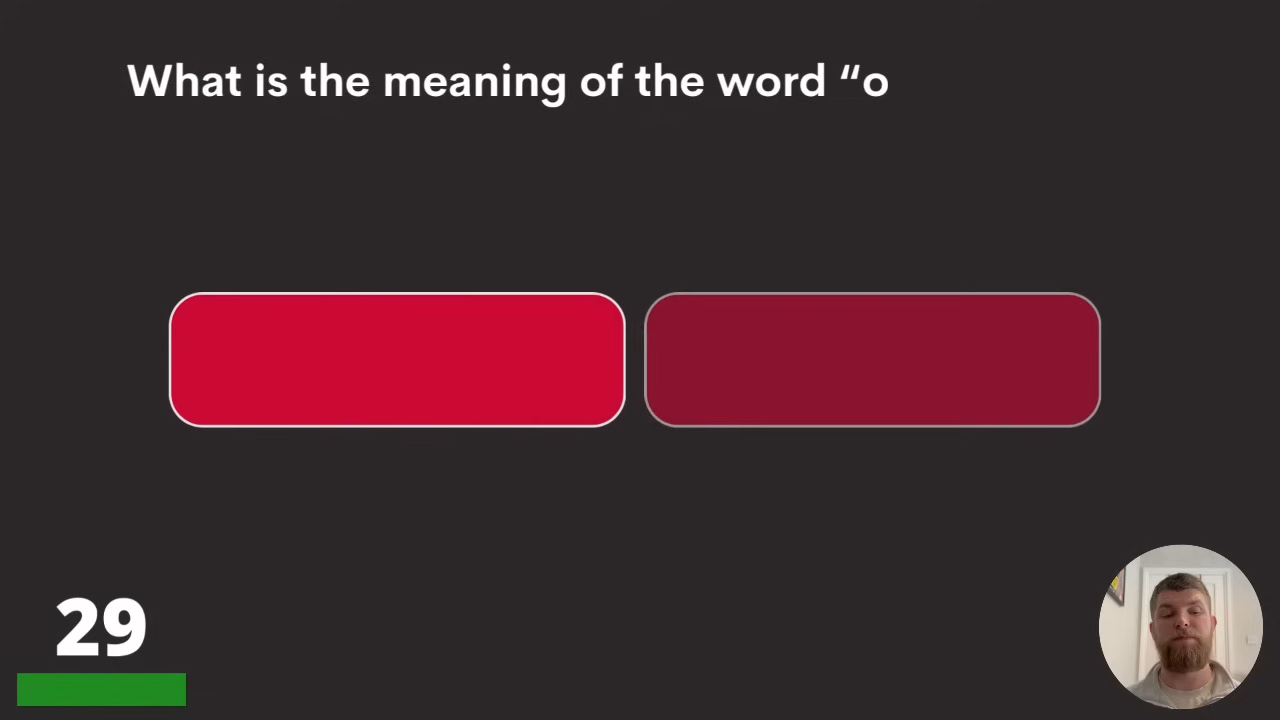 What is the meaning of the word “o
29